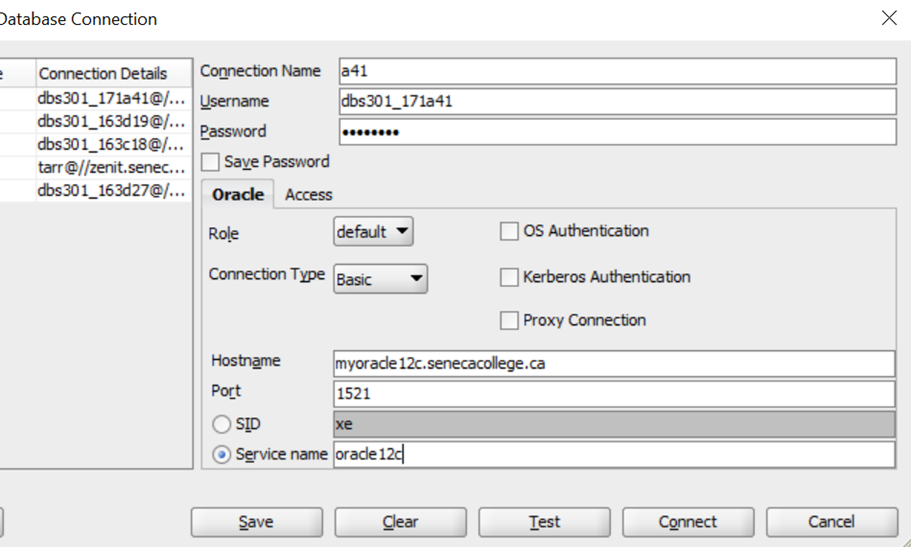 Database Connection
e Connection Details
dbs301_171a41@/...
dbs301_163d19@/...
dbs301_163c18@/...
tarr@//zenit.senec...
dbs301_163d27@/...
Connection Name a41
Username dbs301_171a41
Password ••••••••
Save Password
Oracle Access
Role default OS Authentication
Connection Type Basic Kerberos Authentication
Proxy Connection
Hostname myoracle12c.senecacollege.ca
Port 1521
SID xe
Service name oracle12c
Save Clear Test Connect Cancel